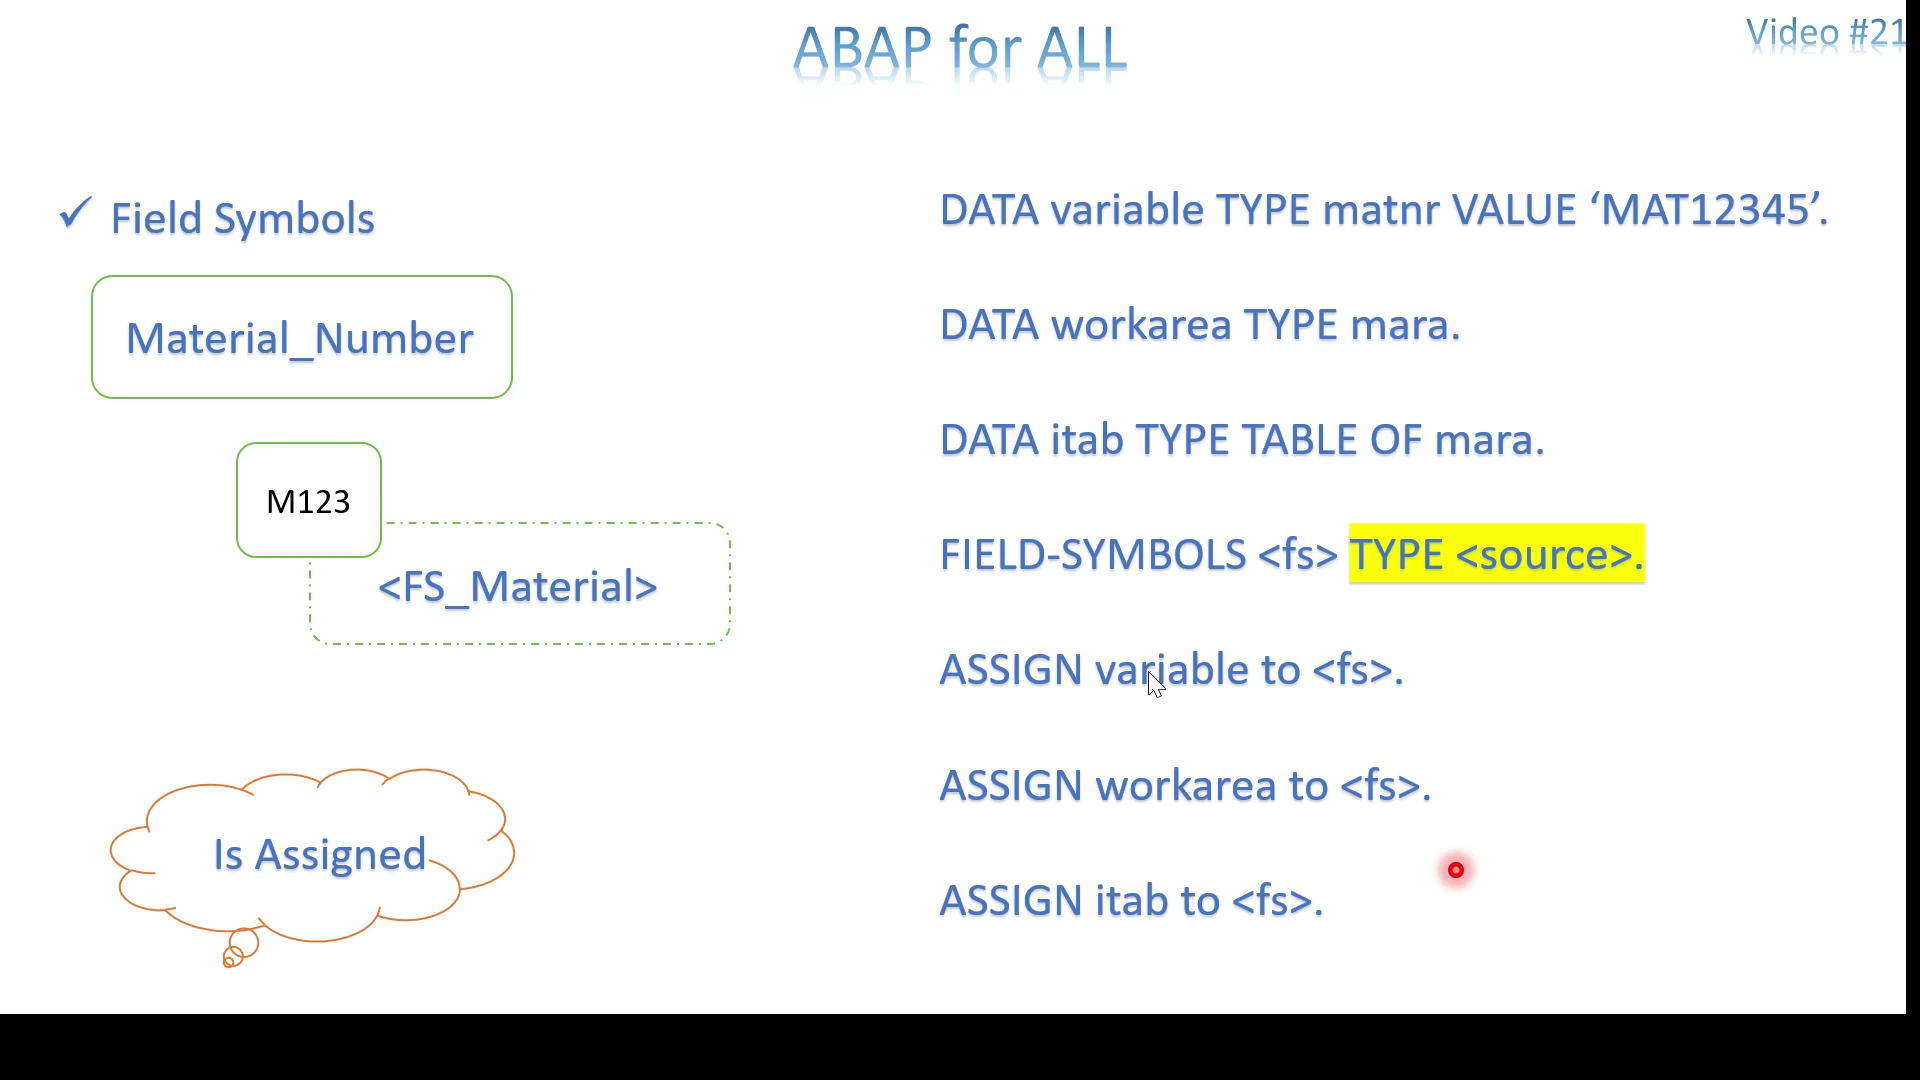 ABAP for ALL
Video #21
✓ Field Symbols
Material_Number
M123
<FS_Material>
Is Assigned
DATA variable TYPE matnr VALUE ‘MAT12345’.
DATA workarea TYPE mara.
DATA itab TYPE TABLE OF mara.
FIELD-SYMBOLS <fs> TYPE <source>.
ASSIGN variable to <fs>.
ASSIGN workarea to <fs>.
ASSIGN itab to <fs>.